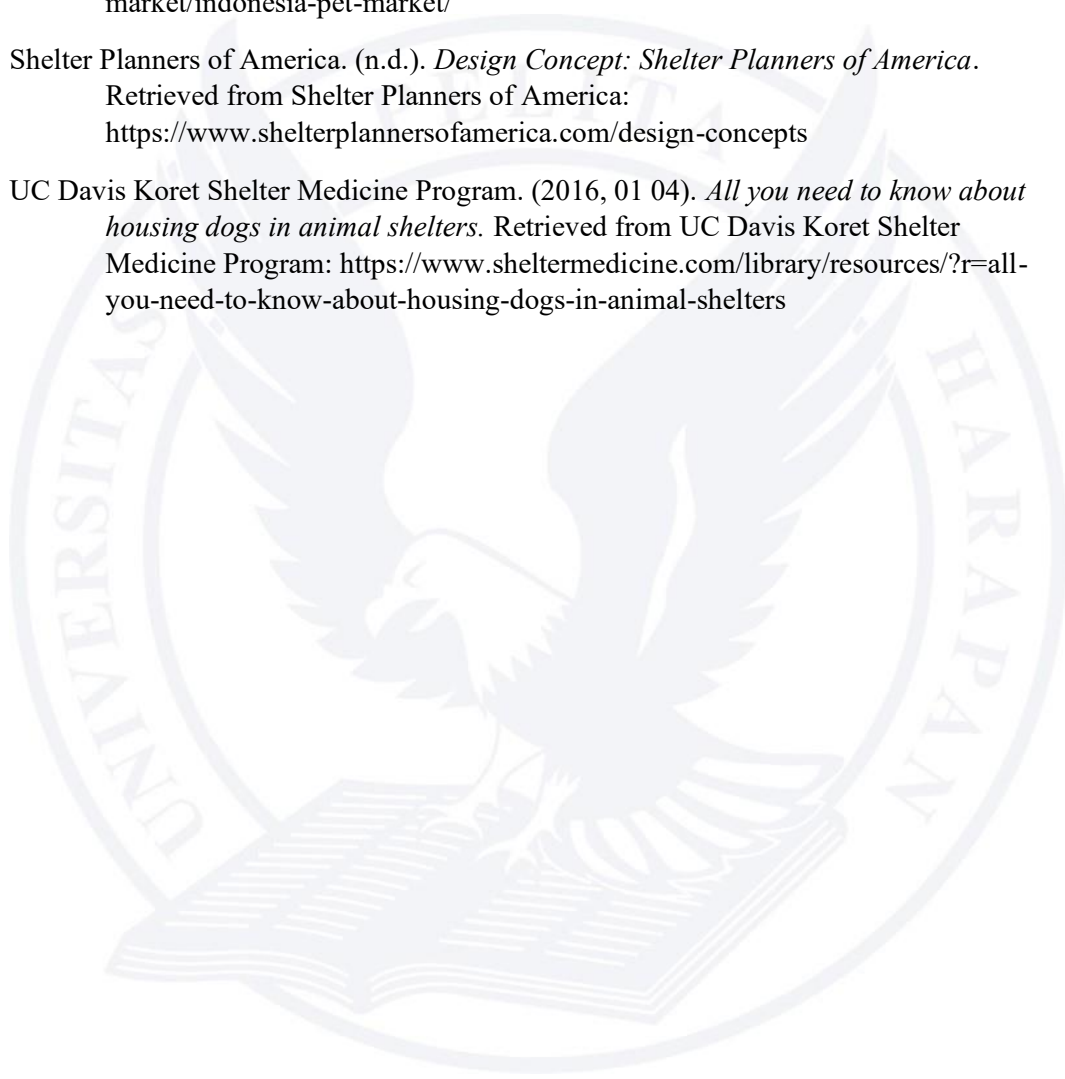 market/indonesia-pet-market/
Shelter Planners of America. (n.d.). Design Concept: Shelter Planners of America.
Retrieved from Shelter Planners of America:
https://www.shelterplannersofamerica.com/design-concepts
UC Davis Koret Shelter Medicine Program. (2016, 01 04). All you need to know about
housing dogs in animal shelters. Retrieved from UC Davis Koret Shelter
Medicine Program: https://www.sheltermedicine.com/library/resources/?r=all-
you-need-to-know-about-housing-dogs-in-animal-shelters
UNIVERSITAS PELITA HARAPAN